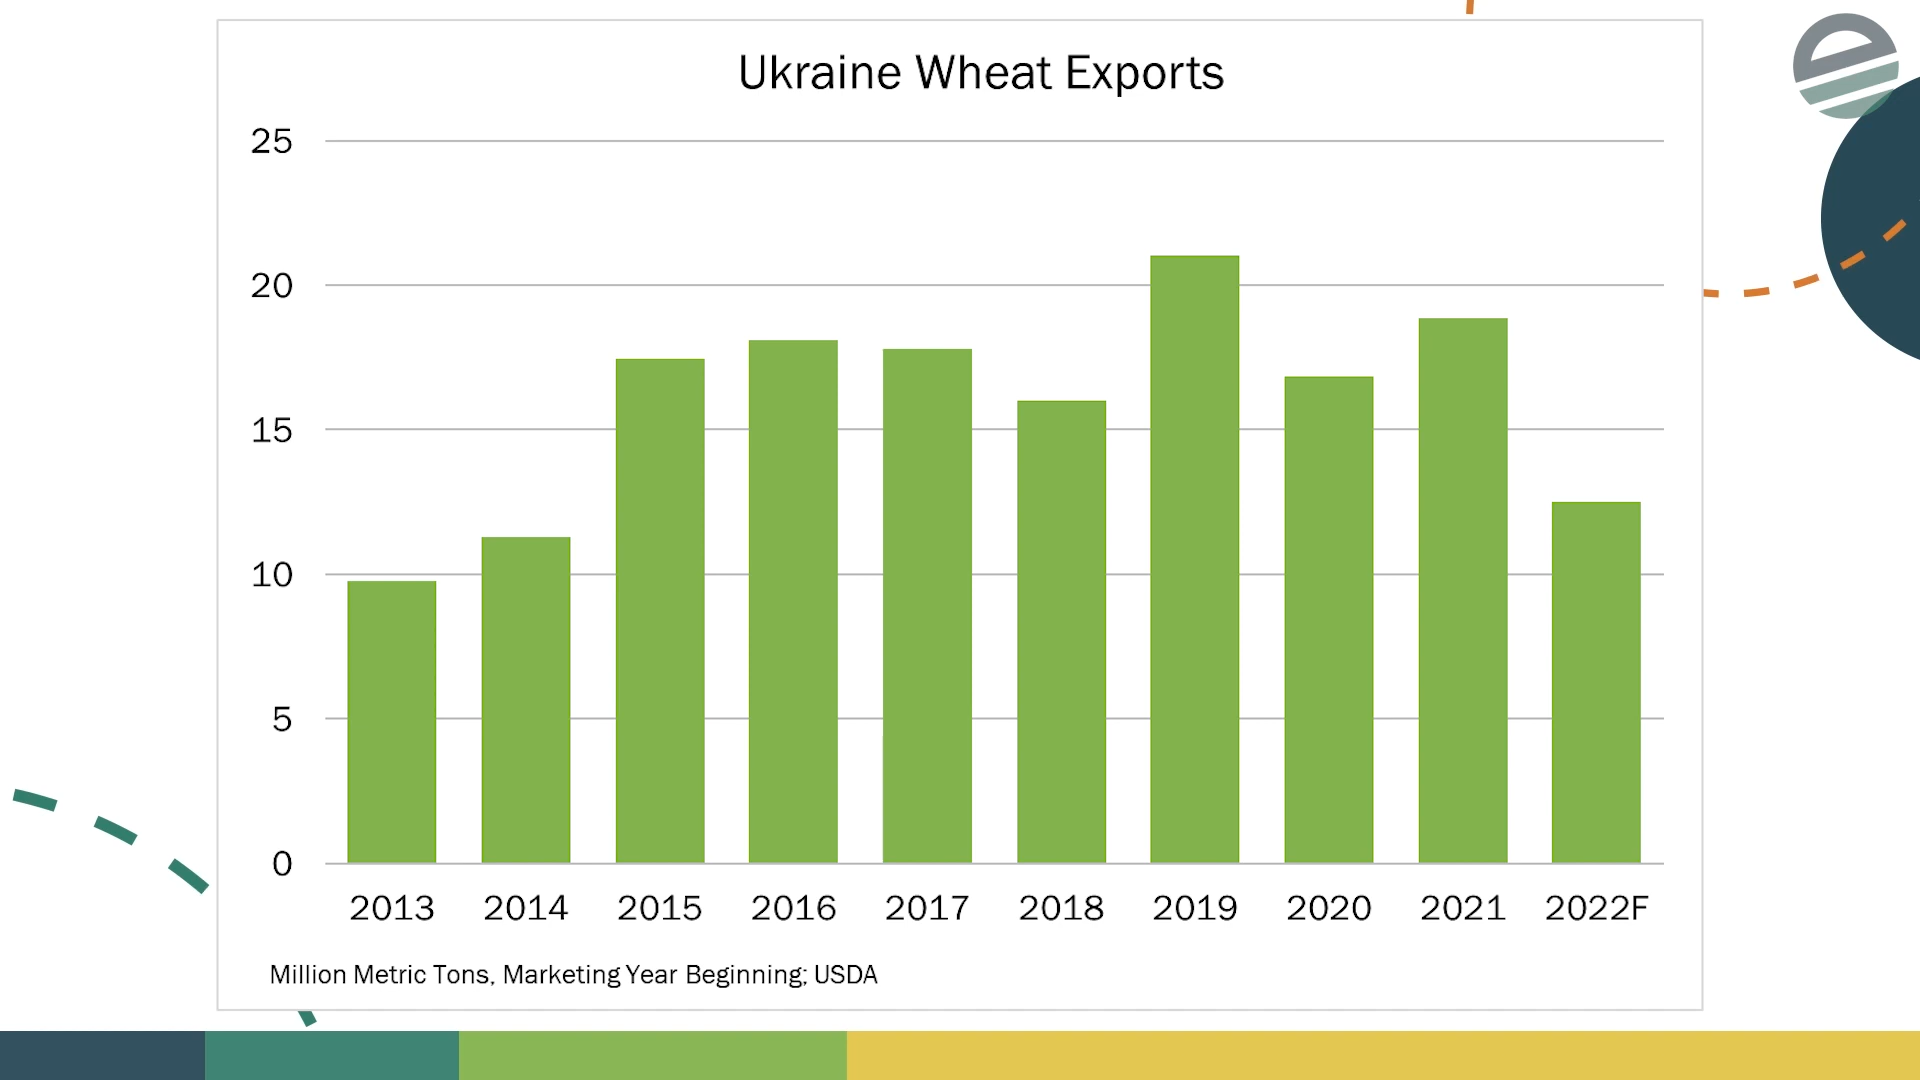 Ukraine Wheat Exports
25
20
15
10
5
0
2013 2014 2015 2016 2017 2018 2019 2020 2021 2022F
Million Metric Tons, Marketing Year Beginning; USDA